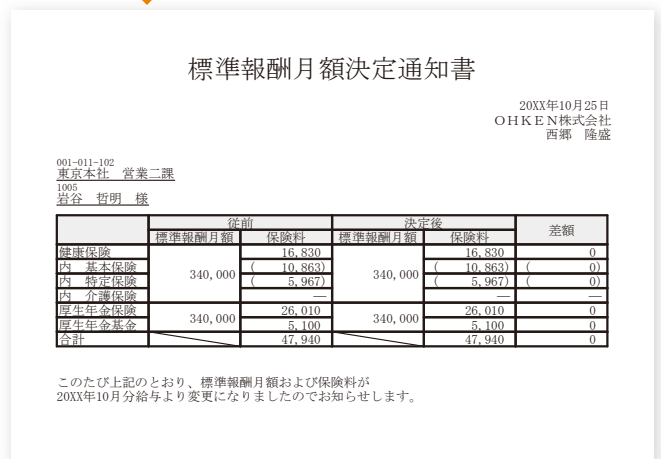 標準報酬月額決定通知書
20XX年10月25日
OHKEN株式会社
西郷 隆盛
001-011-102
東京本社 営業二課
1005
岩谷 哲明 様
従前 決定後 差額
標準報酬月額 保険料 標準報酬月額 保険料
健康保険 340,000 16,830 340,000 16,830 0
内 基本保険 ( 10,863) ( 10,863) ( 0)
内 特定保険 ( 5,967) ( 5,967) ( 0)
内 介護保険 — — —
厚生年金保険 340,000 26,010 340,000 26,010 0
厚生年金基金 5,100 5,100 0
合計 47,940 47,940 0
このたび上記のとおり、標準報酬月額および保険料が
20XX年10月分給与より変更になりましたのでお知らせします。